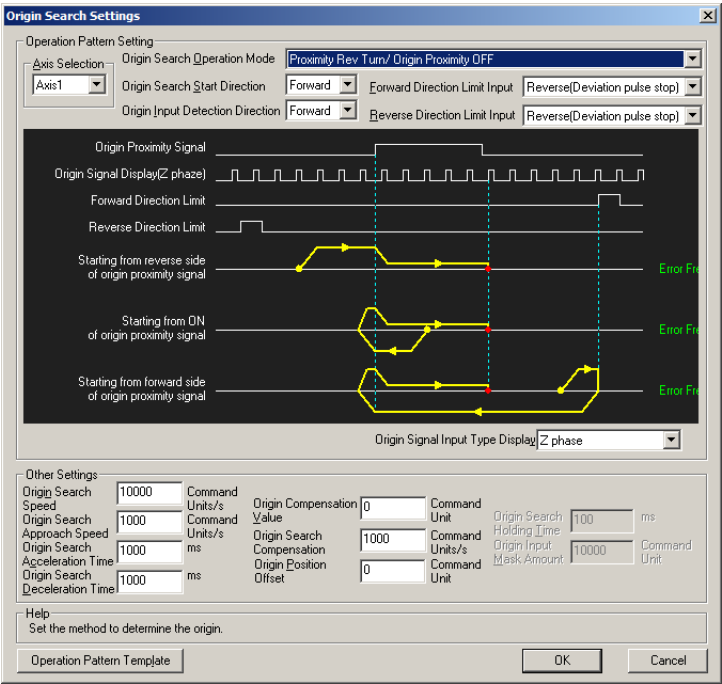 Origin Search Settings
Operation Pattern Setting
Axis Selection
Axis1
Origin Search Operation Mode
Proximity Rev Turn/ Origin Proximity OFF
Origin Search Start Direction
Forward
Forward Direction Limit Input
Reverse(Deviation pulse stop)
Origin Input Detection Direction
Forward
Reverse Direction Limit Input
Reverse(Deviation pulse stop)
Origin Proximity Signal
Origin Signal Display(Z phaze)
Forward Direction Limit
Reverse Direction Limit
Starting from reverse side
of origin proximity signal
Error Fre
Starting from ON
of origin proximity signal
Error Fre
Starting from forward side
of origin proximity signal
Error Fre
Origin Signal Input Type Display
Z phase
Other Settings
Origin Search
Speed
10000
Command
Units/s
Origin Search
Approach Speed
1000
Command
Units/s
Origin Search
Acceleration Time
1000
ms
Origin Search
Deceleration Time
1000
ms
Origin Compensation
Value
0
Command
Unit
Origin Search
Compensation
1000
Command
Units/s
Origin Position
Offset
0
Command
Unit
Origin Search
Holding Time
100
ms
Origin Input
Mask Amount
10000
Command
Unit
Help
Set the method to determine the origin.
Operation Pattern Template
OK
Cancel